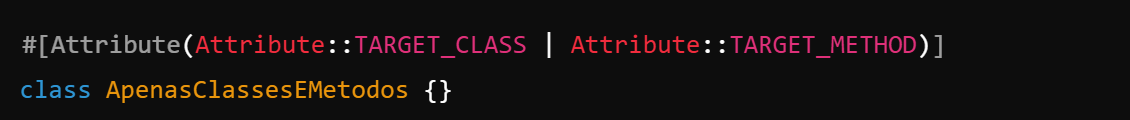 #[Attribute(Attribute::TARGET_CLASS | Attribute::TARGET_METHOD)]
class ApenasClassesEMetodos {}